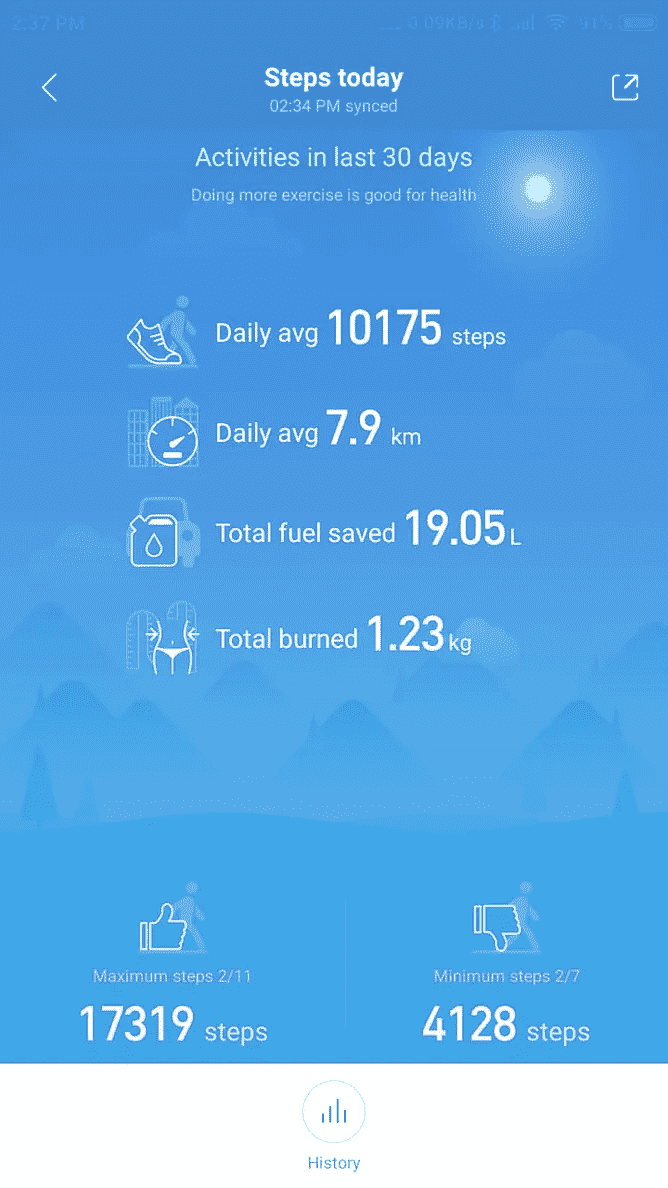 2:37 PM 0.09KB/s 91%
Steps today
02:34 PM synced
Activities in last 30 days
Doing more exercise is good for health
Daily avg 10175 steps
Daily avg 7.9 km
Total fuel saved 19.05 L
Total burned 1.23 kg
Maximum steps 2/11
17319 steps
Minimum steps 2/7
4128 steps
History